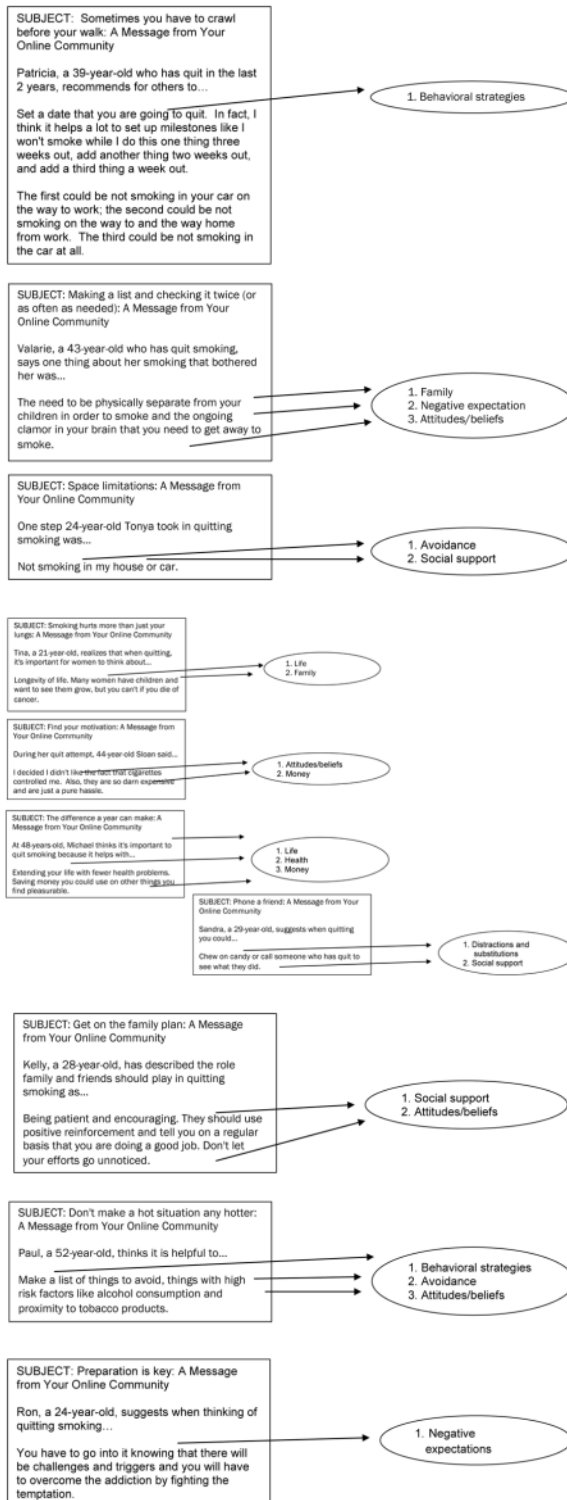 SUBJECT:  Sometimes you have to crawl
before your walk: A Message from Your
Online Community
Patricia, a 39-year-old who has quit in the last
2 years, recommends for others to…
Set a date that you are going to quit.  In fact, I
think it helps a lot to set up milestones like I
won't smoke while I do this one thing three
weeks out, add another thing two weeks out,
and add a third thing a week out.
The first could be not smoking in your car on
the way to work; the second could be not
smoking on the way to and the way home
from work.  The third could be not smoking in
the car at all.
1. Behavioral strategies
SUBJECT: Making a list and checking it twice (or
as often as needed): A Message from Your
Online Community
Valarie, a 43-year-old who has quit smoking,
says one thing about her smoking that bothered
her was…
The need to be physically separate from your
children in order to smoke and the ongoing
clamor in your brain that you need to get away to
smoke.
1. Family
2. Negative expectation
3. Attitudes/beliefs
SUBJECT: Space limitations: A Message from
Your Online Community
One step 24-year-old Tonya took in quitting
smoking was…
Not smoking in my house or car.
1. Avoidance
2. Social support
SUBJECT: Smoking hurts more than just your
lungs: A Message from Your Online Community
Tina, a 21-year-old, realizes that when quitting,
it's important for women to think about…
Longevity of life. Many women have children and
want to see them grow, but you can't if you die of
cancer.
1. Life
2. Family
SUBJECT: Find your motivation: A Message from
Your Online Community
During her quit attempt, 44-year-old Sloan said…
I decided I didn't like the fact that cigarettes
controlled me.  Also, they are so darn expensive
and are just a pure hassle.
1. Attitudes/beliefs
2. Money
SUBJECT: The difference a year can make: A
Message from Your Online Community
At 48-years-old, Michael thinks it's important to
quit smoking because it helps with…
Extending your life with fewer health problems.
Saving money you could use on other things you
find pleasurable.
1. Life
2. Health
3. Money
SUBJECT: Phone a friend: A Message from Your
Online Community
Sandra, a 29-year-old, suggests when quitting
you could…
Chew on candy or call someone who has quit to
see what they did.
1. Distractions and
substitutions
2. Social support
SUBJECT: Get on the family plan: A Message
from Your Online Community
Kelly, a 28-year-old, has described the role
family and friends should play in quitting
smoking as…
Being patient and encouraging. They should use
positive reinforcement and tell you on a regular
basis that you are doing a good job. Don't let
your efforts go unnoticed.
1. Social support
2. Attitudes/beliefs
SUBJECT: Don't make a hot situation any hotter:
A Message from Your Online Community
Paul, a 52-year-old, thinks it is helpful to…
Make a list of things to avoid, things with high
risk factors like alcohol consumption and
proximity to tobacco products.
1. Behavioral strategies
2. Avoidance
3. Attitudes/beliefs
SUBJECT: Preparation is key: A Message
from Your Online Community
Ron, a 24-year-old, suggests when thinking of
quitting smoking…
You have to go into it knowing that there will
be challenges and triggers and you will have
to overcome the addiction by fighting the
temptation.
1. Negative
expectations